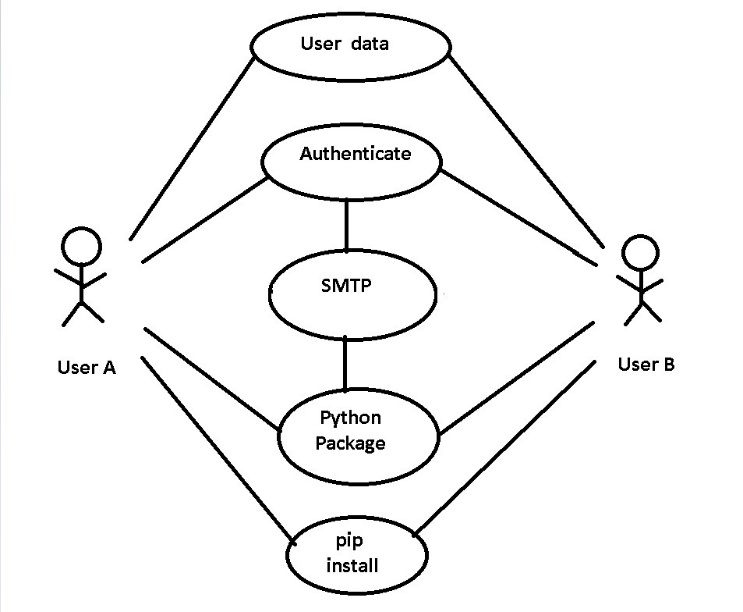 User data
Authenticate
SMTP
User A
User B
Python
Package
pip
install